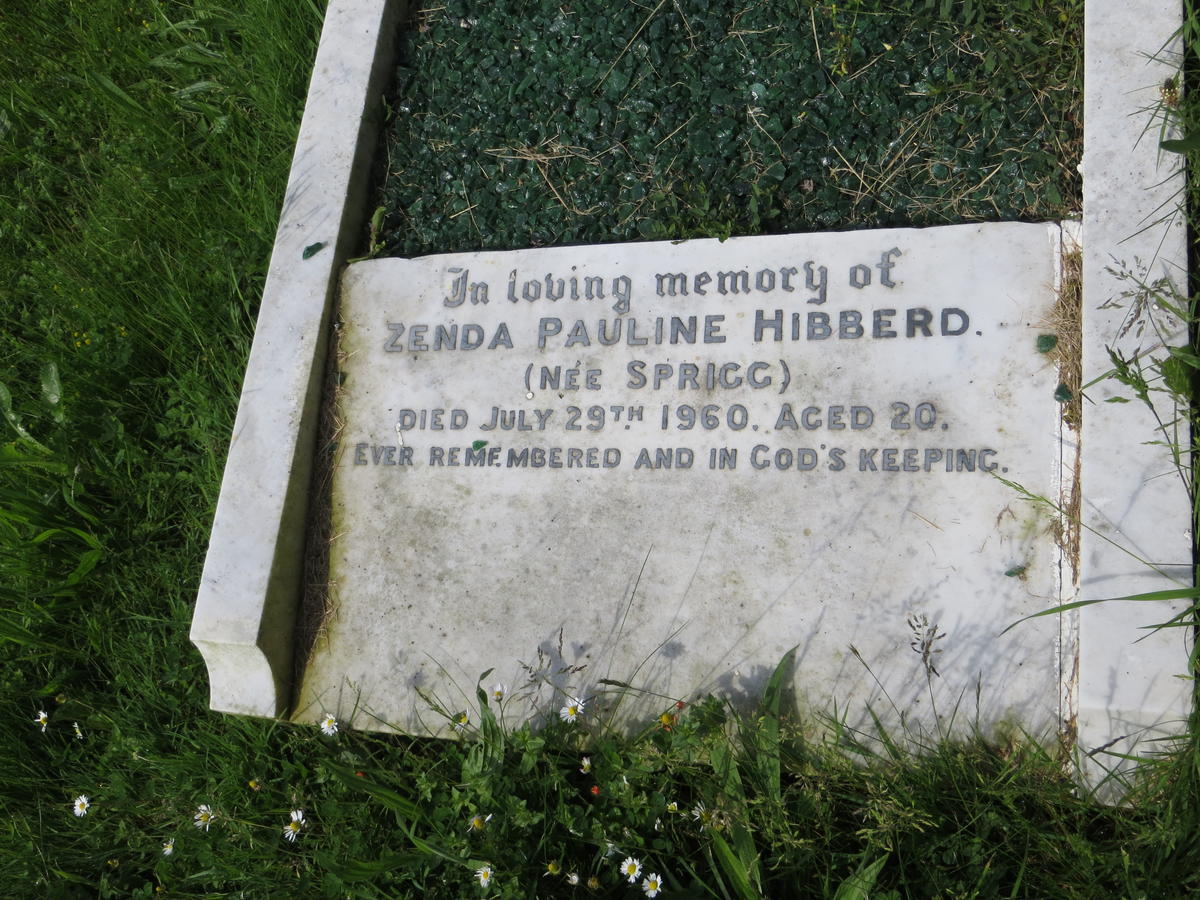 In loving memory of
ZENDA PAULINE HIBBERD.
(NÉE SPRIGG)
DIED JULY 29TH. 1960. AGED 20.
EVER REMEMBERED AND IN GOD'S KEEPING.